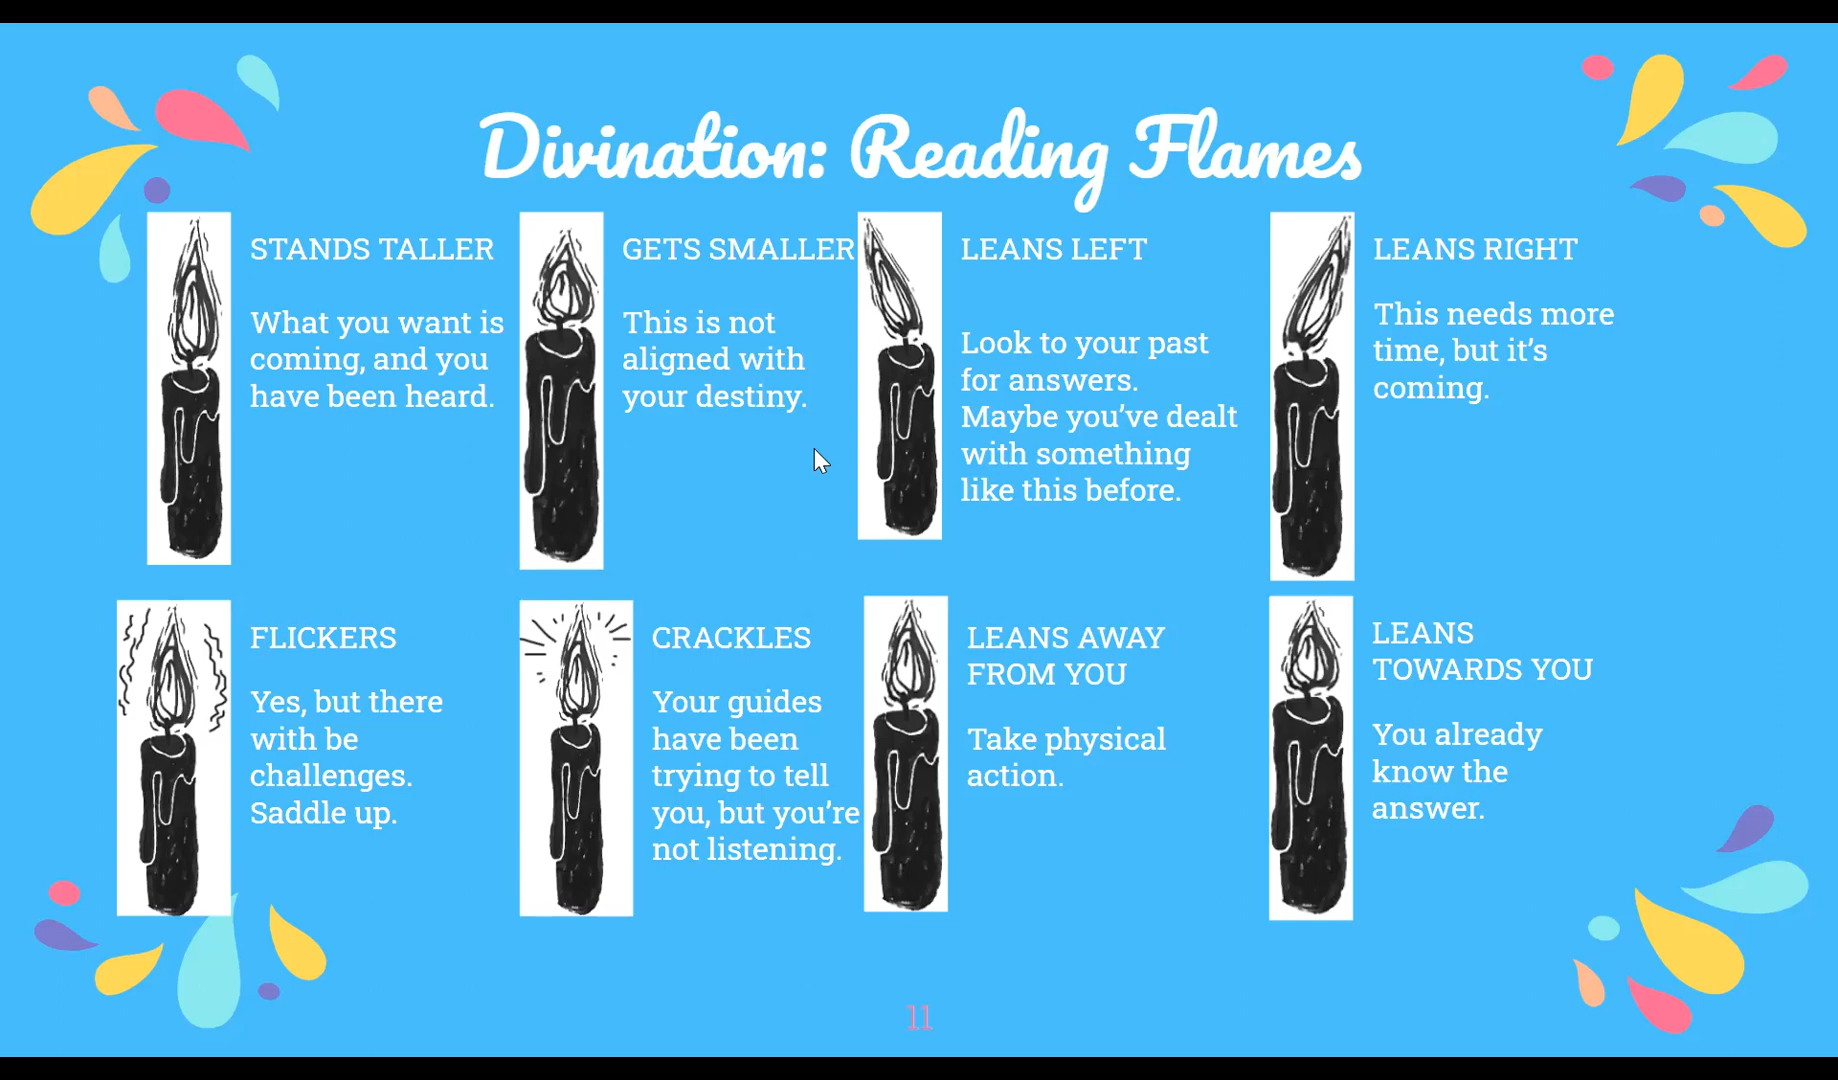 Divination: Reading Flames
STANDS TALLER
What you want is
coming, and you
have been heard.
GETS SMALLER
This is not
aligned with
your destiny.
LEANS LEFT
Look to your past
for answers.
Maybe you’ve dealt
with something
like this before.
LEANS RIGHT
This needs more
time, but it’s
coming.
FLICKERS
Yes, but there
with be
challenges.
Saddle up.
CRACKLES
Your guides
have been
trying to tell
you, but you’re
not listening.
LEANS AWAY
FROM YOU
Take physical
action.
LEANS
TOWARDS YOU
You already
know the
answer.
11